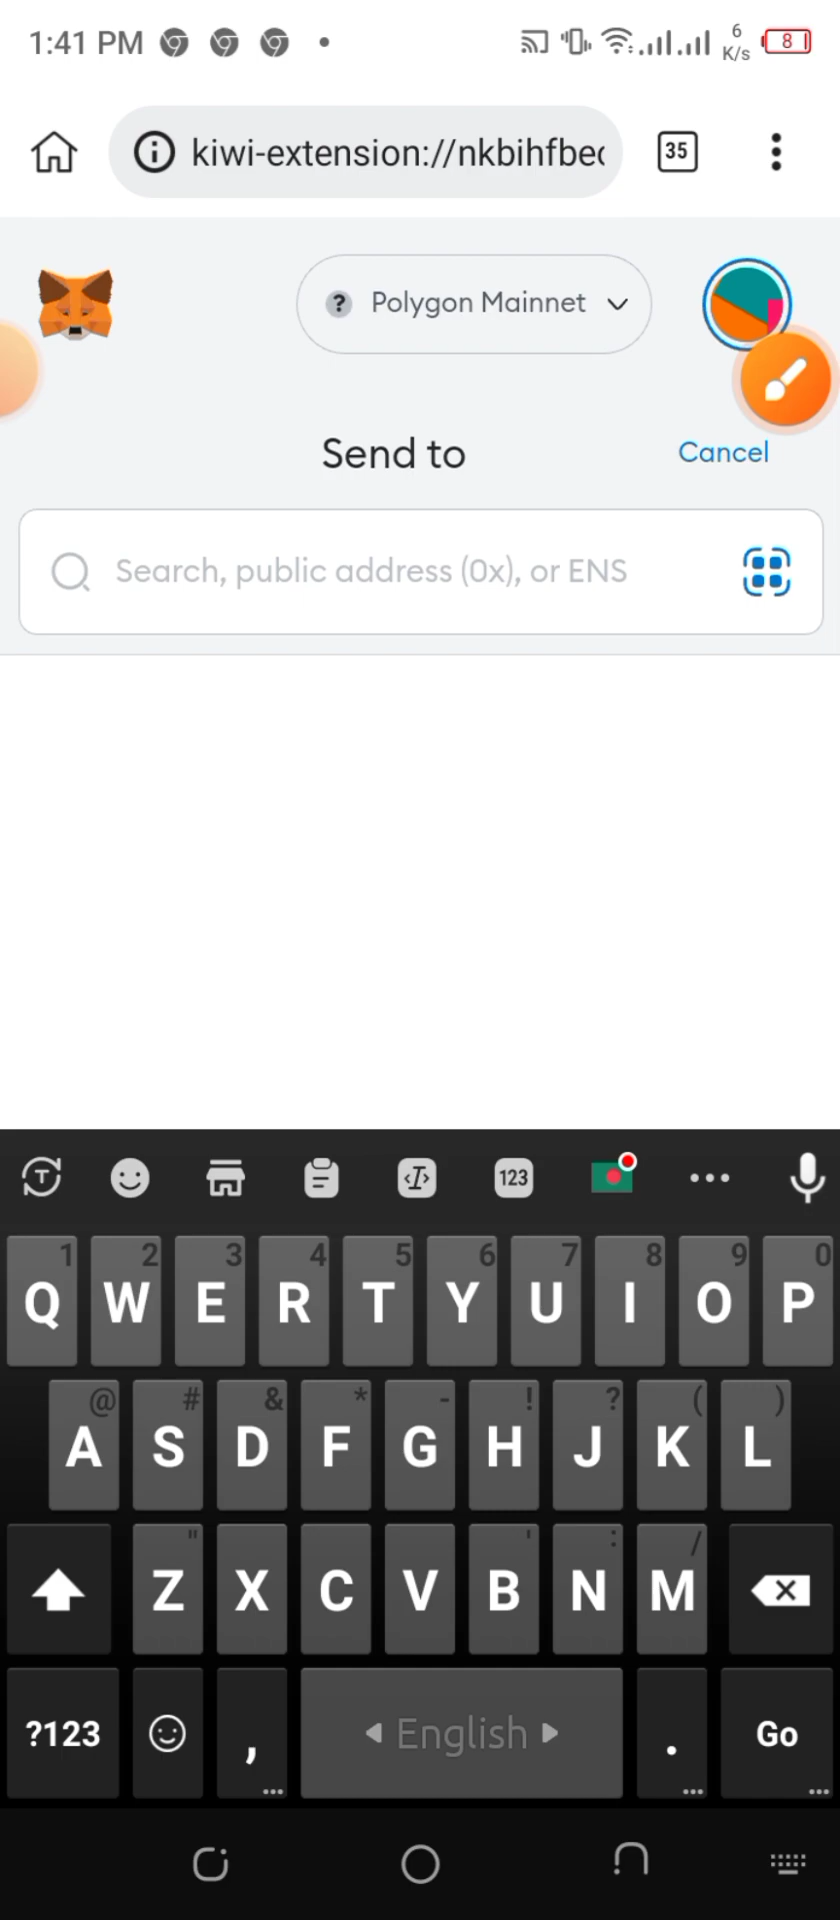 1:41 PM 6 K/s 8
kiwi-extension://nkbihfbec 35
? Polygon Mainnet
Send to Cancel
Search, public address (0x), or ENS
T 123
1 2 3 4 5 6 7 8 9 0
Q W E R T Y U I O P
@ # & * - ! ? ( )
A S D F G H J K L
" ' : /
Z X C V B N M
?123 , English . Go